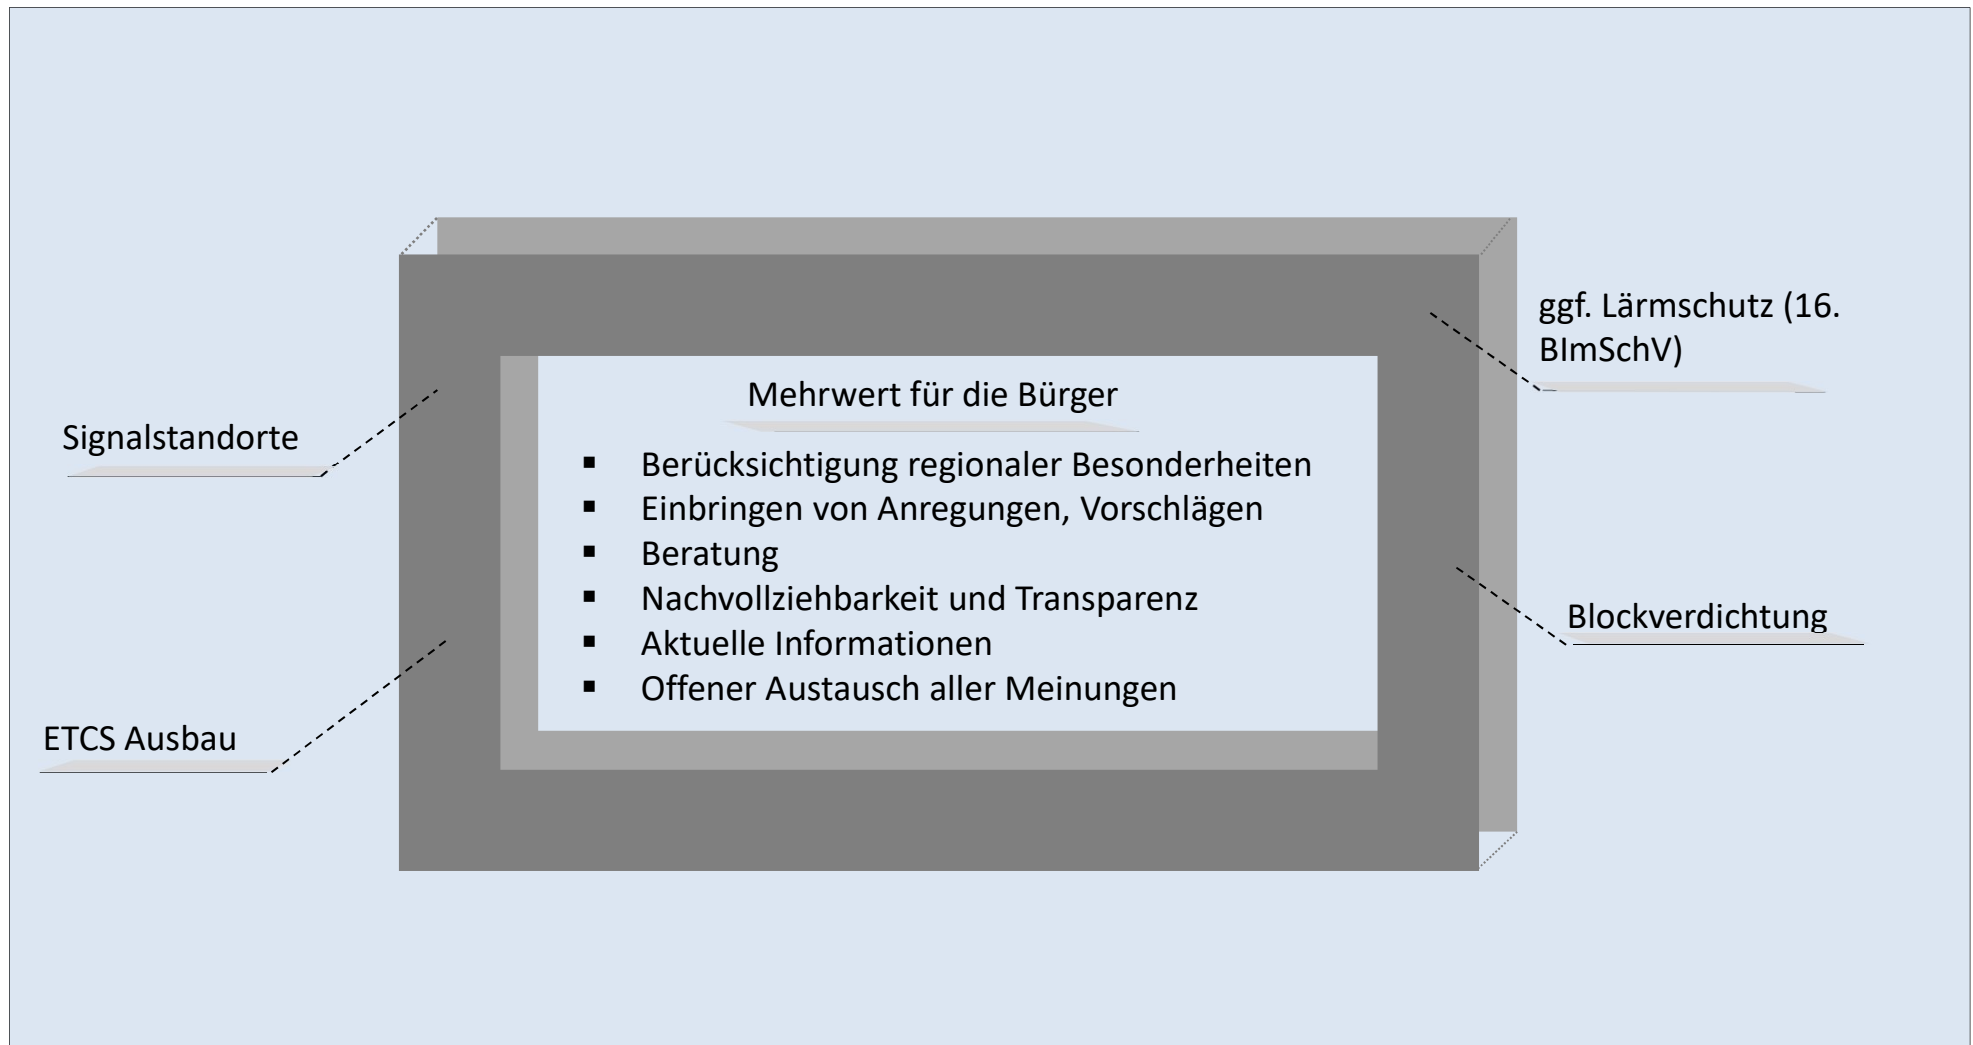 ggf. Lärmschutz (16.
BImSchV)
Signalstandorte
Mehrwert für die Bürger
▪ Berücksichtigung regionaler Besonderheiten
▪ Einbringen von Anregungen, Vorschlägen
▪ Beratung
▪ Nachvollziehbarkeit und Transparenz
▪ Aktuelle Informationen
▪ Offener Austausch aller Meinungen
Blockverdichtung
ETCS Ausbau